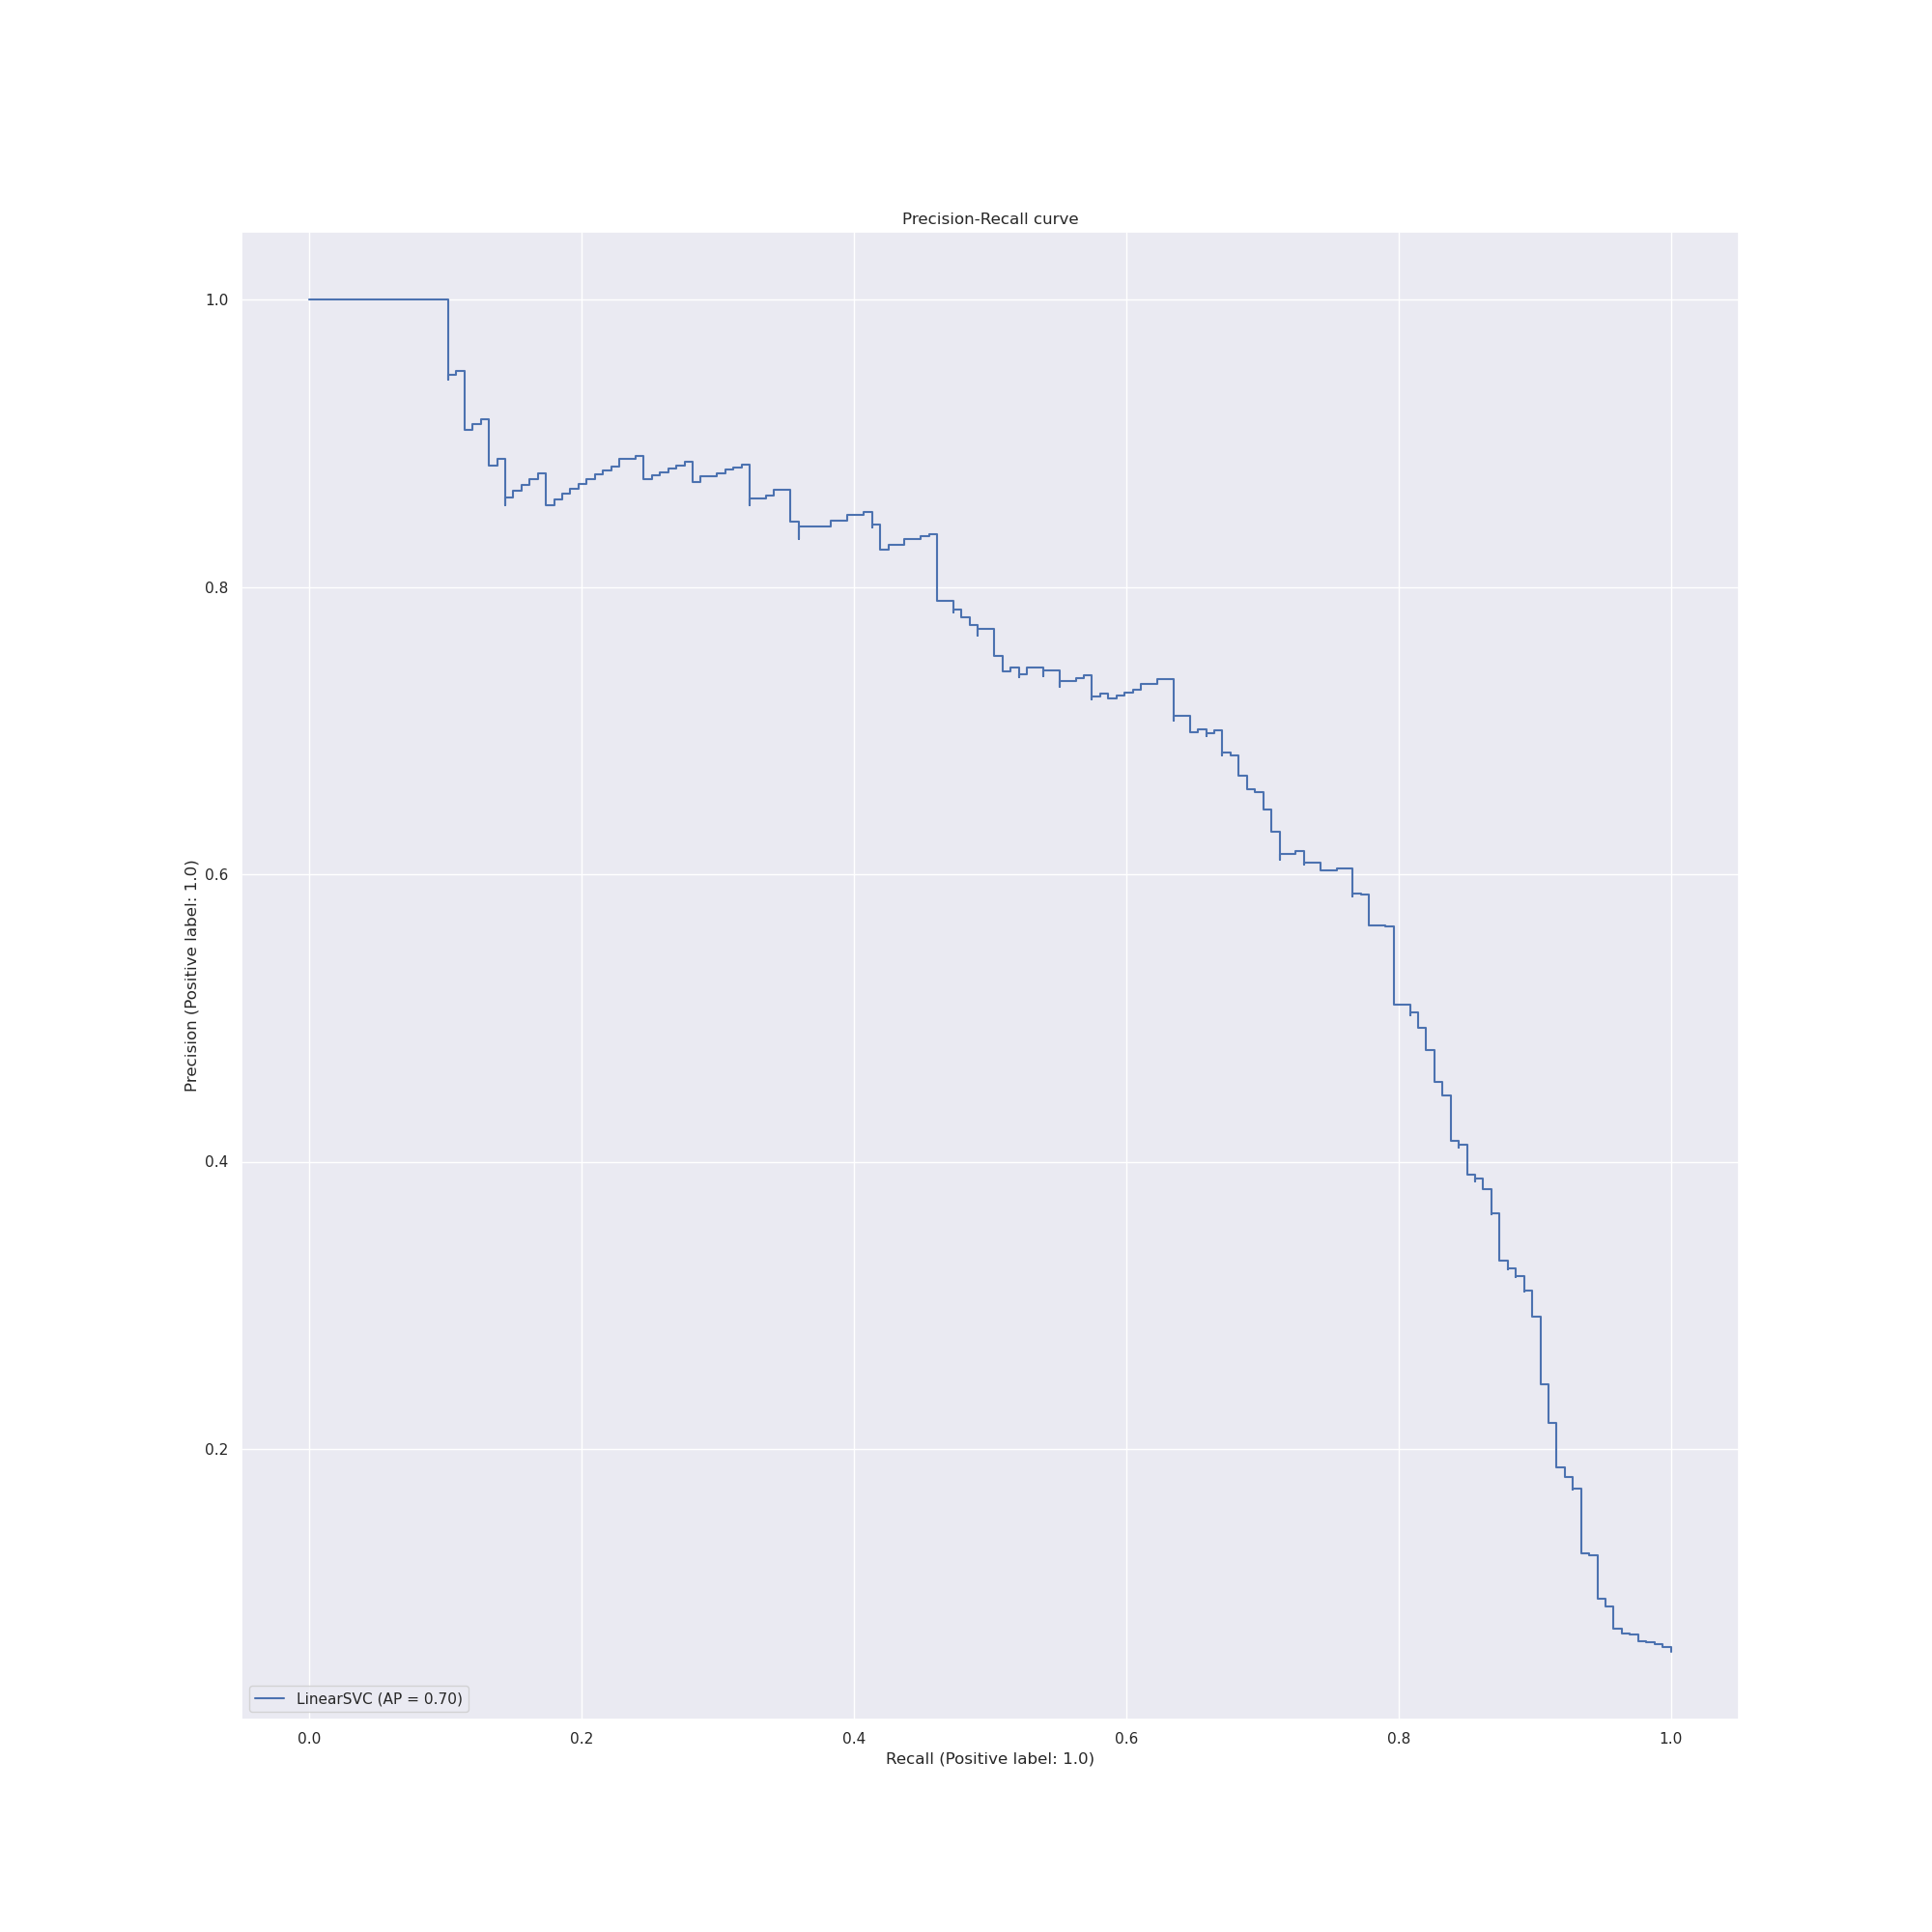 Precision-Recall curve
1.0
0.8
0.6
0.4
0.2
Precision (Positive label: 1.0)
LinearSVC (AP = 0.70)
0.0 0.2 0.4 0.6 0.8 1.0
Recall (Positive label: 1.0)